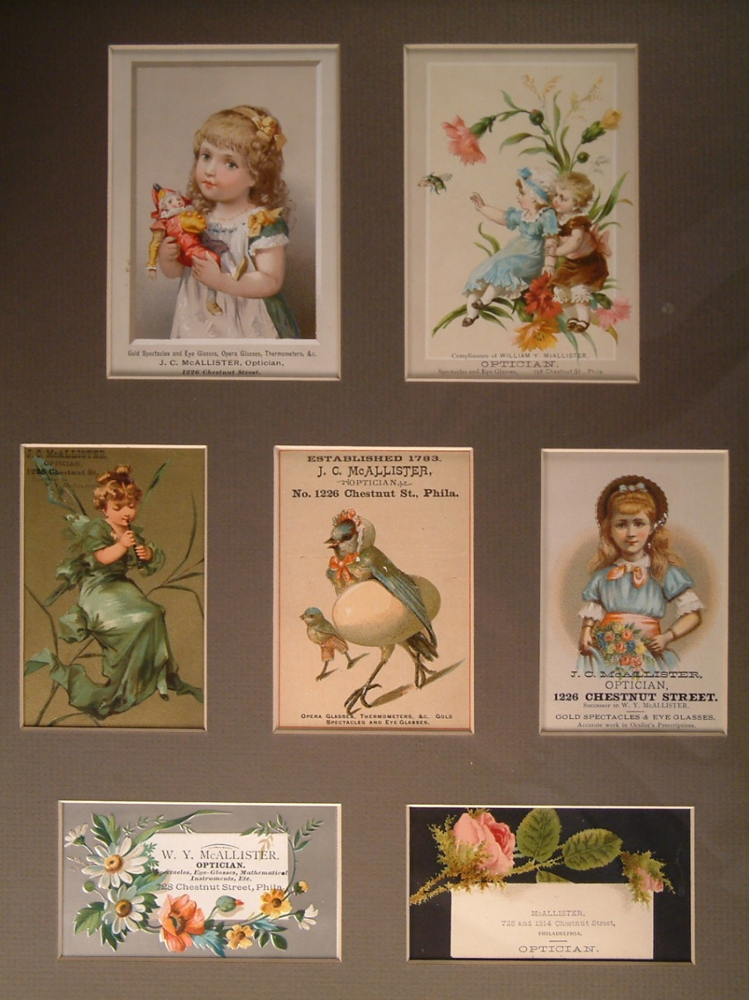 Gold Spectacles and Eye Glasses, Opera Glasses, Thermometers, &c.
J. C. McALLISTER, Optician,
1226 Chestnut Street.
Compliments of WILLIAM Y. McALLISTER,
OPTICIAN.
Spectacles and Eye Glasses, 728 Chestnut St., Phila.
J. C. McALLISTER,
OPTICIAN,
1226 Chestnut St.
ESTABLISHED 1783.
J. C. McALLISTER,
OPTICIAN,
No. 1226 Chestnut St., Phila.
OPERA GLASSES, THERMOMETERS, &C. GOLD
SPECTACLES AND EYE GLASSES.
J. C. McALLISTER,
OPTICIAN,
1226 CHESTNUT STREET.
Successor to W. Y. McALLISTER.
GOLD SPECTACLES & EYE GLASSES,
Accurate work in Oculist's Prescriptions.
W. Y. McALLISTER.
OPTICIAN.
Spectacles, Eye-Glasses, Mathematical
Instruments, Etc.
728 Chestnut Street, Phila.
McALLISTER,
728 and 1314 Chestnut Street,
PHILADELPHIA.
OPTICIAN.